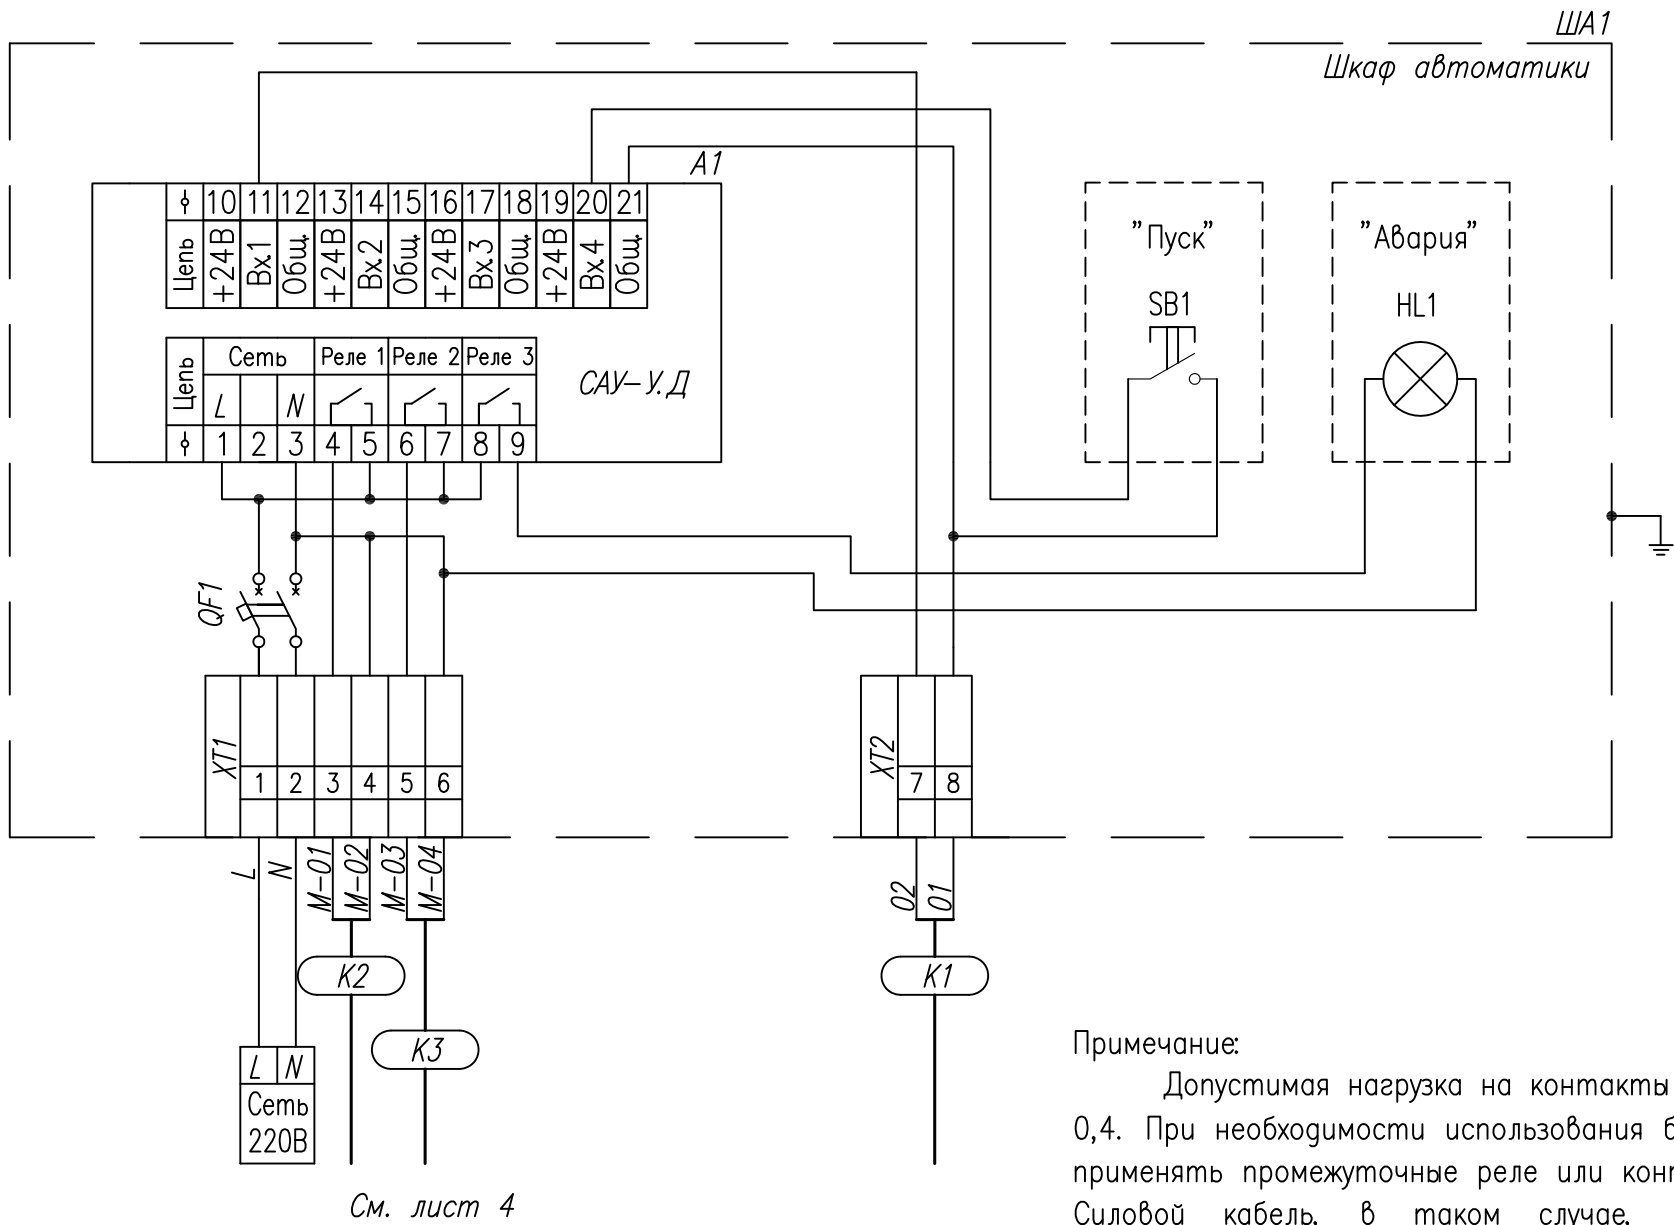 ША1
Шкаф автоматики
А1
10 11 12 13 14 15 16 17 18 19 20 21
Цепь +24В Вх.1 Общ. +24В Вх.2 Общ. +24В Вх.3 Общ. +24В Вх.4 Общ.
"Пуск"
SB1
"Авария"
HL1
Цепь Сеть Реле 1 Реле 2 Реле 3
L N
1 2 3 4 5 6 7 8 9
САУ-У.Д
QF1
XT1
1 2 3 4 5 6
XT2
7 8
L N М-01 М-02 М-03 М-04
02 01
К2
К3
К1
L N
Сеть
220В
См. лист 4
Примечание:
Допустимая нагрузка на контакты
0,4. При необходимости использования
применять промежуточные реле или
Силовой кабель, в таком случае,